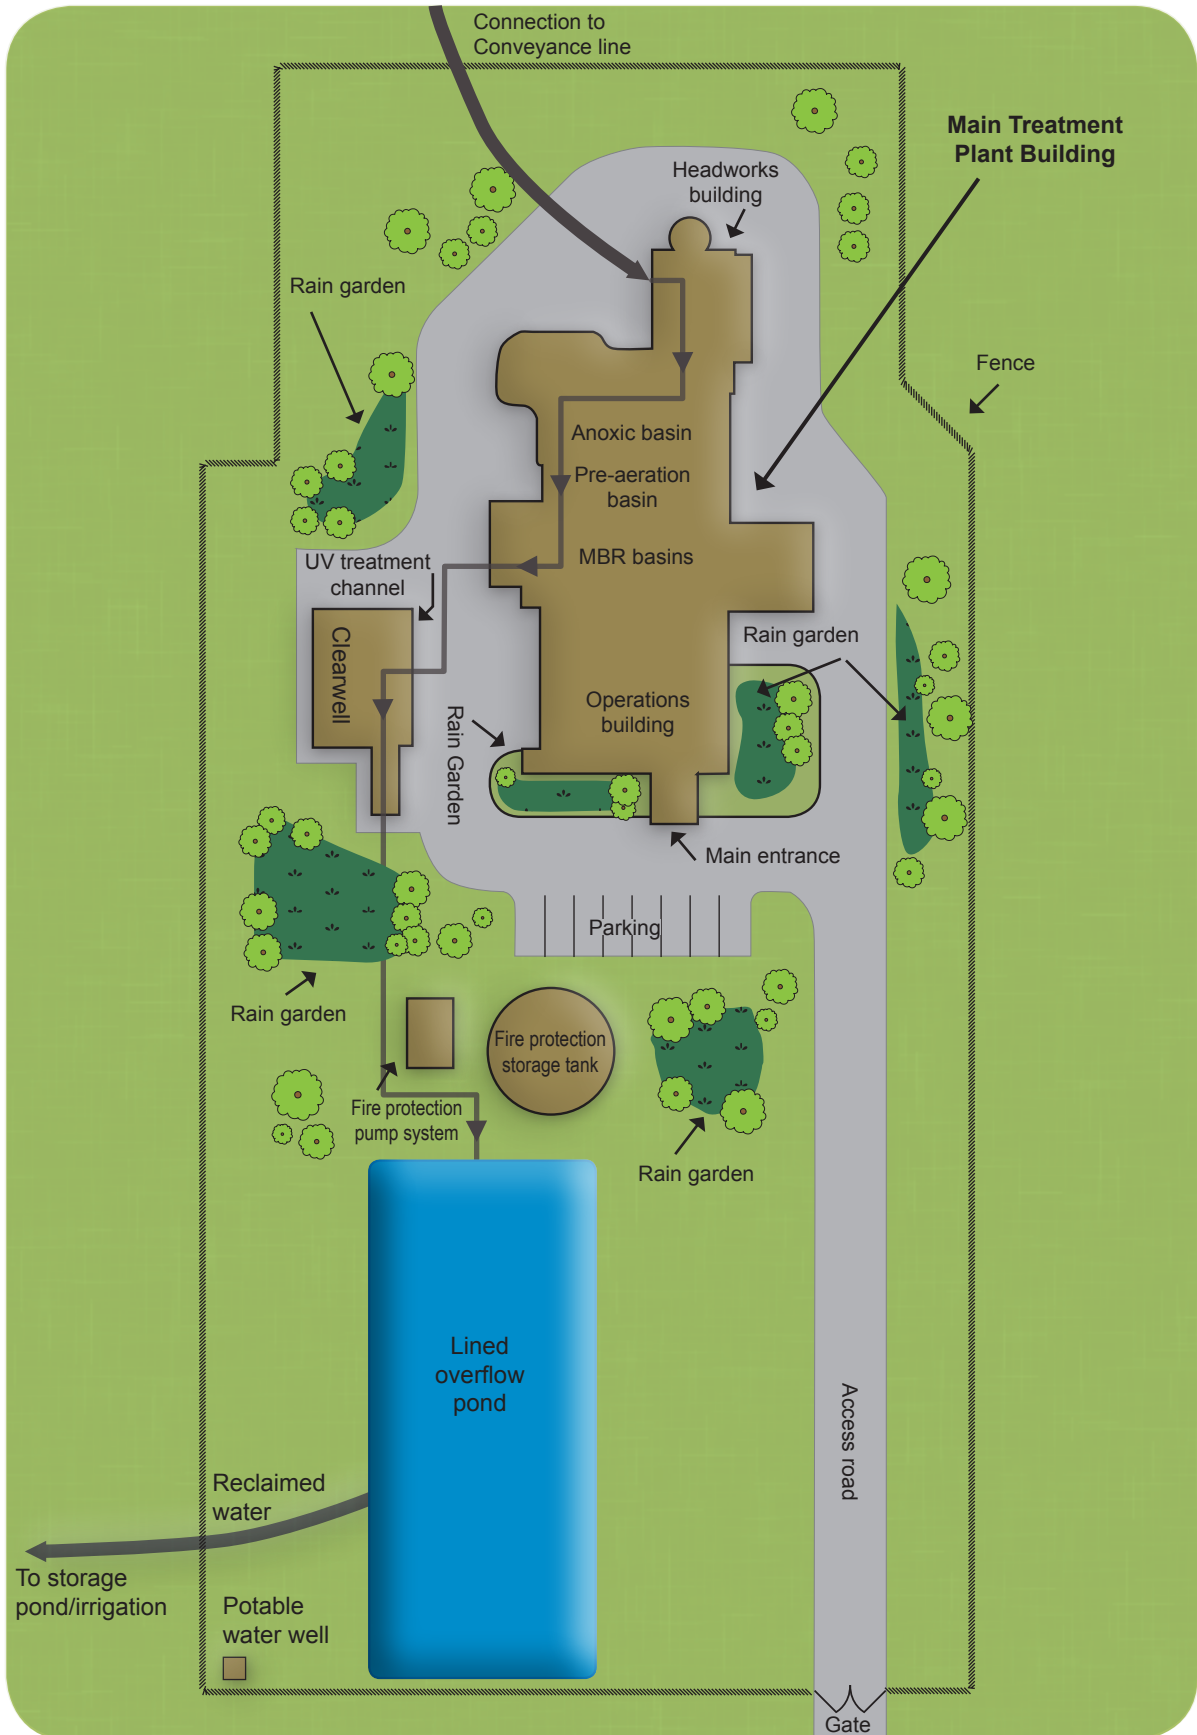 Connection to
Conveyance line
Main Treatment
Plant Building
Headworks
building
Rain garden
Fence
Anoxic basin
Pre-aeration
basin
MBR basins
UV treatment
channel
Clearwell
Rain garden
Operations
building
Rain Garden
Main entrance
Parking
Rain garden
Fire protection
storage tank
Fire protection
pump system
Rain garden
Lined
overflow
pond
Access road
Reclaimed
water
To storage
pond/irrigation
Potable
water well
Gate